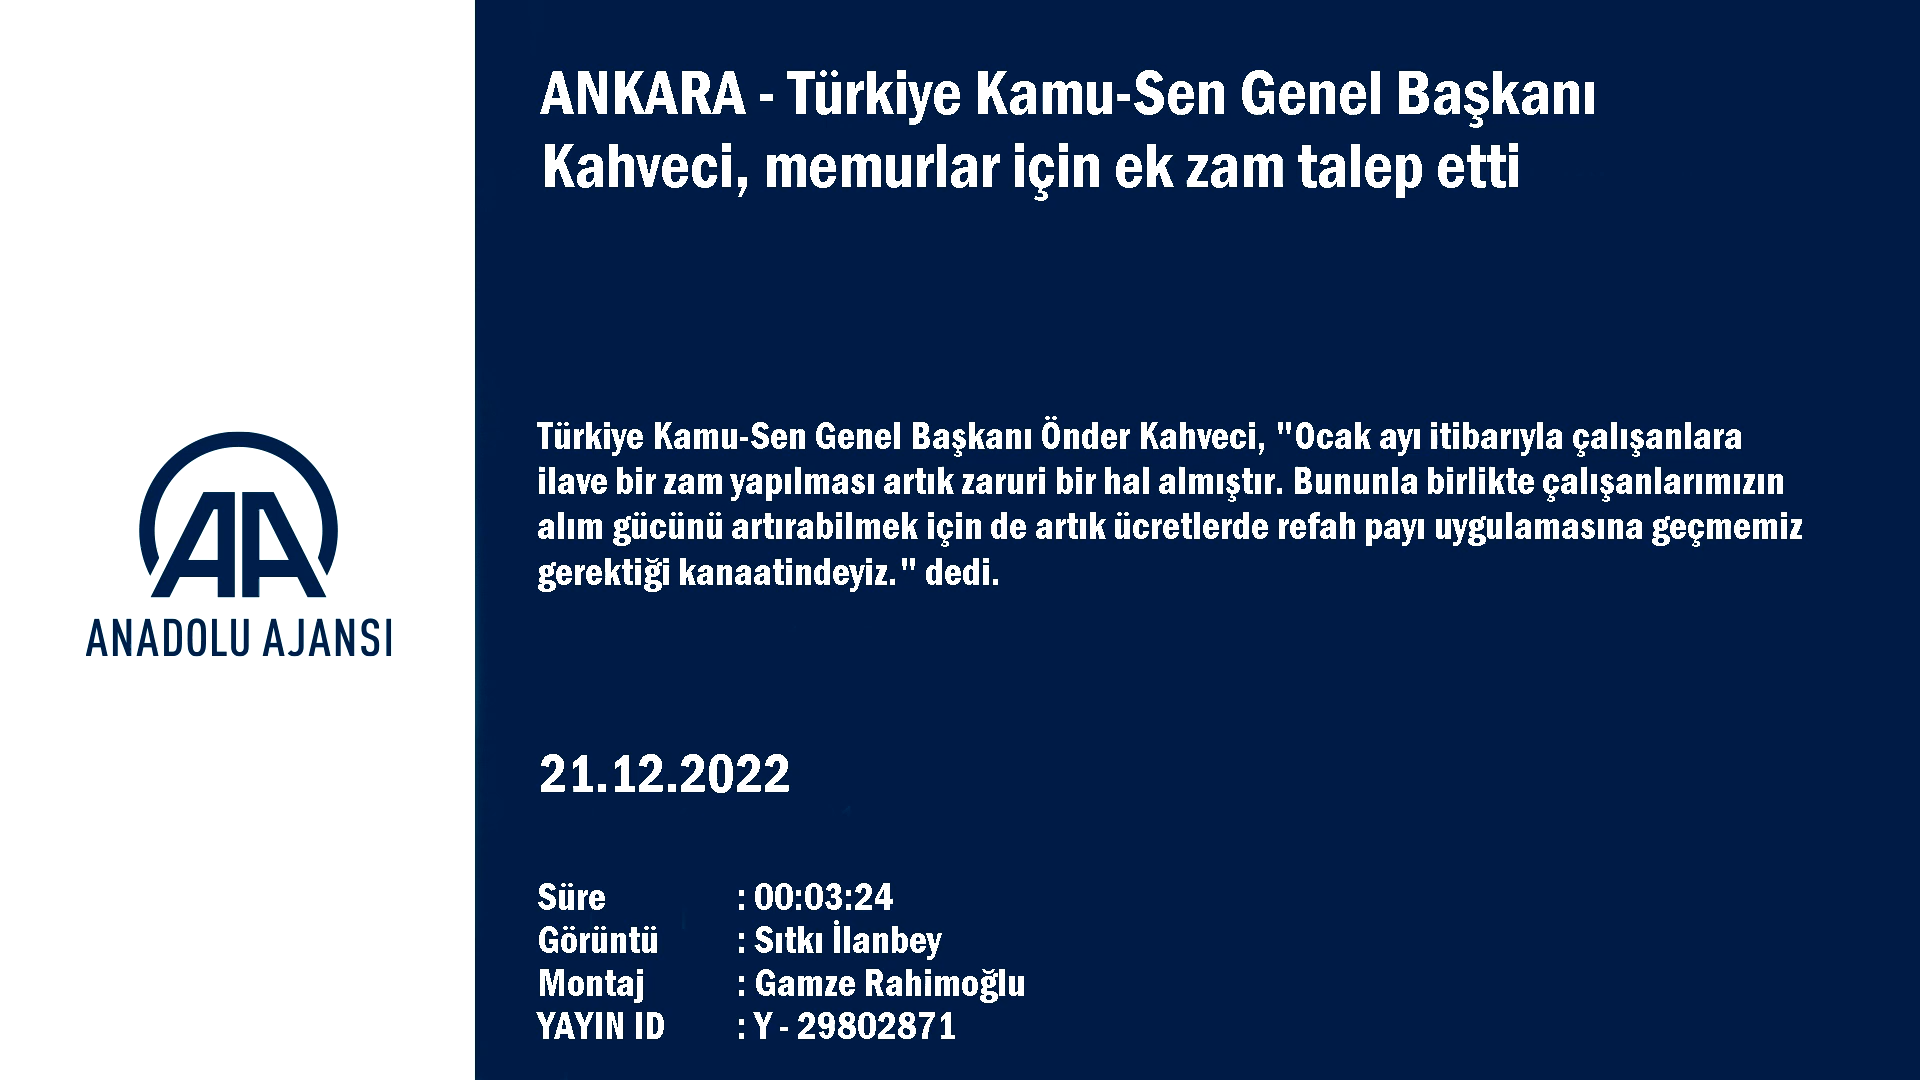 ANKARA - Türkiye Kamu-Sen Genel Başkanı
Kahveci, memurlar için ek zam talep etti
Türkiye Kamu-Sen Genel Başkanı Önder Kahveci, "Ocak ayı itibarıyla çalışanlara
ilave bir zam yapılması artık zaruri bir hal almıştır. Bununla birlikte çalışanlarımızın
alım gücünü artırabilmek için de artık ücretlerde refah payı uygulamasına geçmemiz
gerektiği kanaatindeyiz." dedi.
AA
ANADOLU AJANSI
21.12.2022
Süre : 00:03:24
Görüntü : Sıtkı İlanbey
Montaj : Gamze Rahimoğlu
YAYIN ID : Y - 29802871